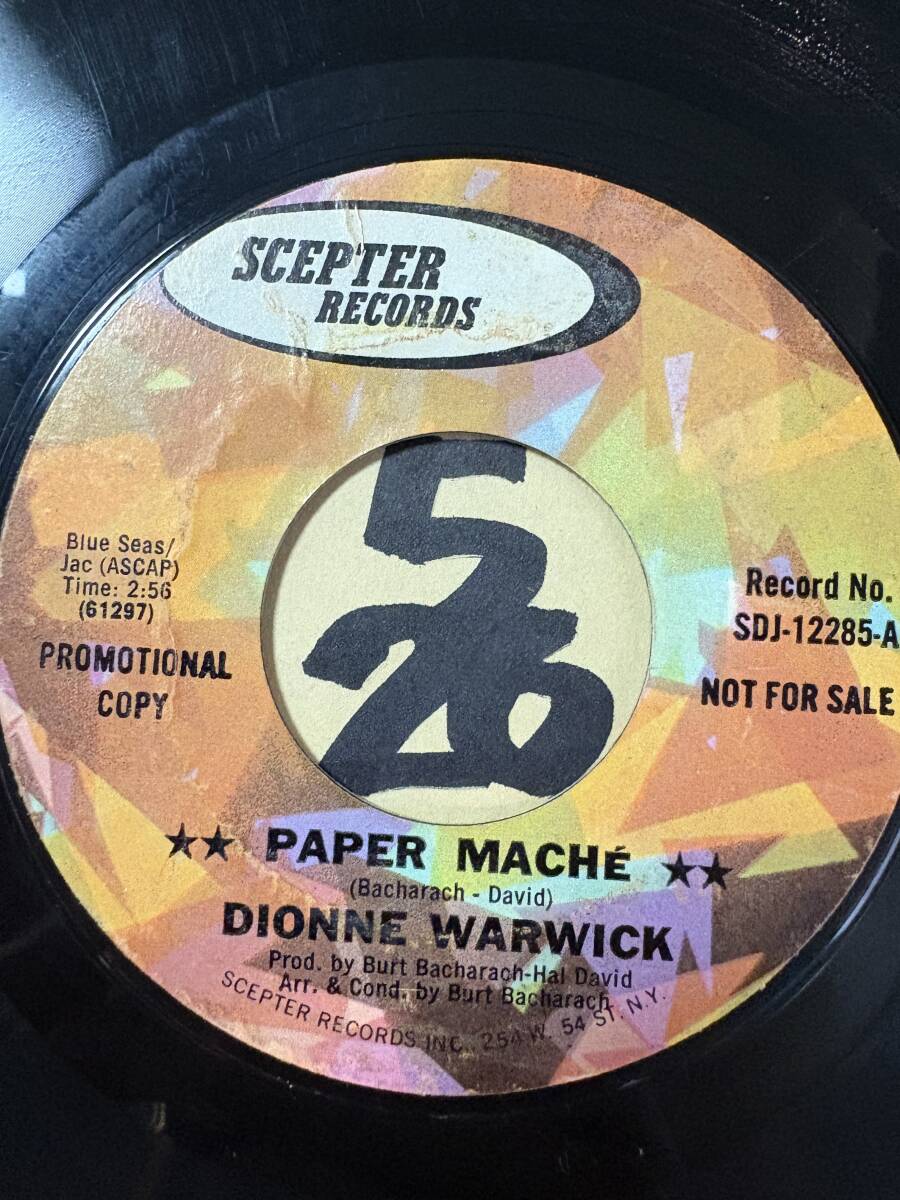 SCEPTER
RECORDS
Blue Seas/
Jac (ASCAP)
Time: 2:56
(61297)
PROMOTIONAL
COPY
5
26
Record No.
SDJ-12285-A
NOT FOR SALE
★★ PAPER MACHÉ ★★
(Bacharach - David)
DIONNE WARWICK
Prod. by Burt Bacharach-Hal David
Arr. & Cond. by Burt Bacharach
SCEPTER RECORDS INC., 254 W. 54 ST. N.Y.